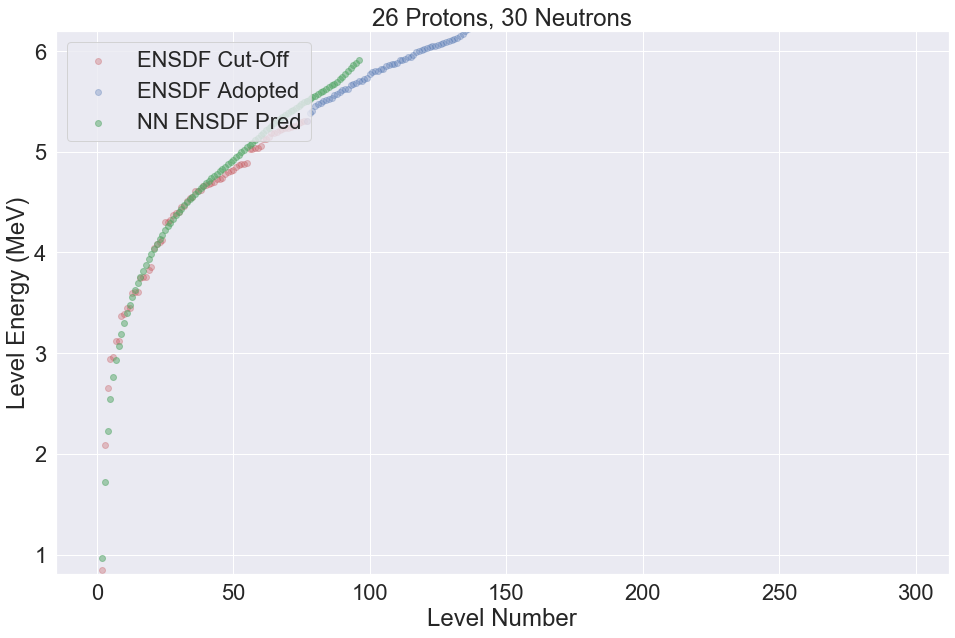 26 Protons, 30 Neutrons
ENSDF Cut-Off
ENSDF Adopted
NN ENSDF Pred
6
5
4
3
2
1
Level Energy (MeV)
0 50 100 150 200 250 300
Level Number